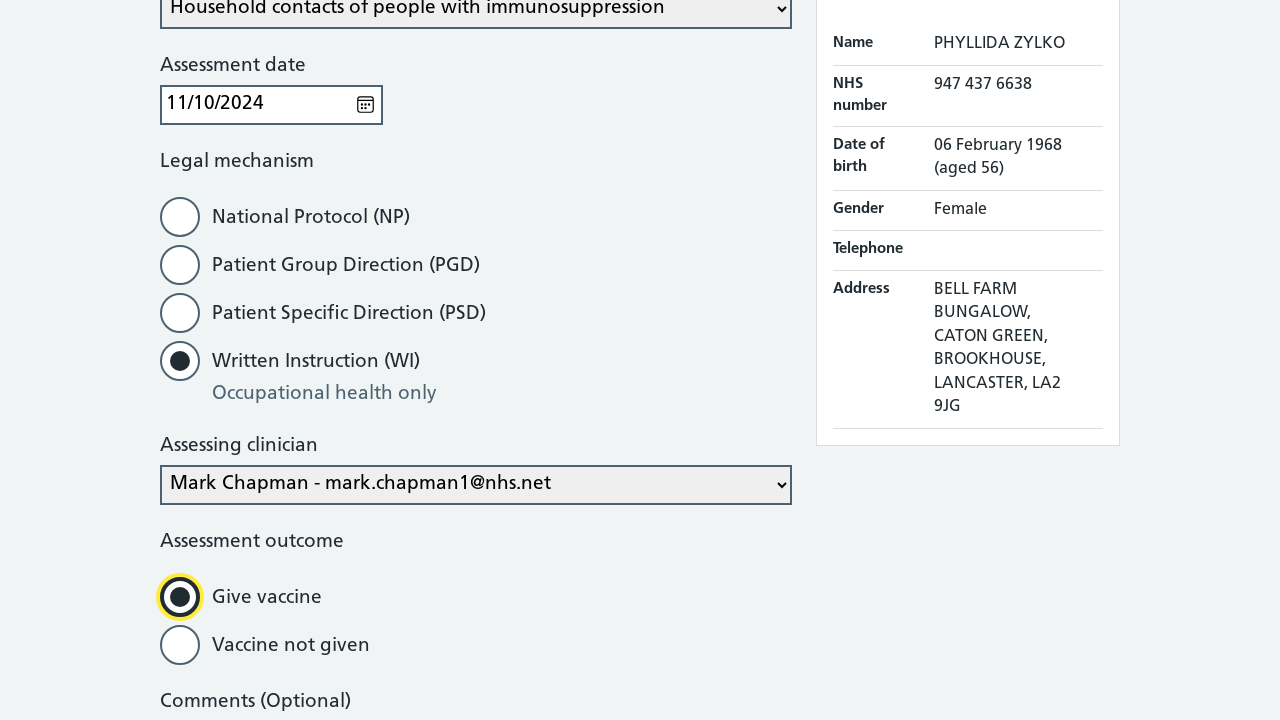 Household contacts of people with immunosuppression
Assessment date
11/10/2024
Legal mechanism
National Protocol (NP)
Patient Group Direction (PGD)
Patient Specific Direction (PSD)
Written Instruction (WI)
Occupational health only
Assessing clinician
Mark Chapman - mark.chapman1@nhs.net
Assessment outcome
Give vaccine
Vaccine not given
Comments (Optional)
Name PHYLLIDA ZYLKO
NHS number 947 437 6638
Date of birth 06 February 1968 (aged 56)
Gender Female
Telephone
Address BELL FARM
BUNGALOW,
CATON GREEN,
BROOKHOUSE,
LANCASTER, LA2
9JG